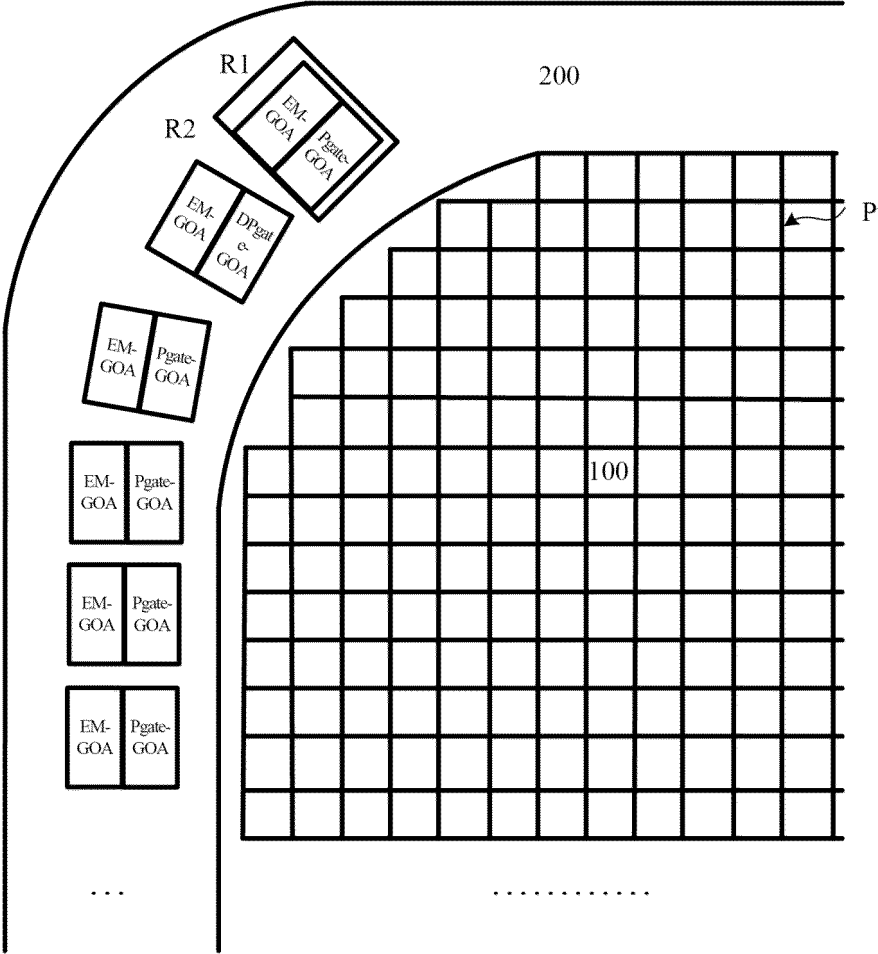 R1
200
EM-
GOA
Pgate-
GOA
R2
EM-
GOA
DPgat
e-
GOA
P
EM-
GOA
Pgate-
GOA
100
EM-
GOA
Pgate-
GOA
EM-
GOA
Pgate-
GOA
EM-
GOA
Pgate-
GOA
. . .
. . . . . . . . . . . .